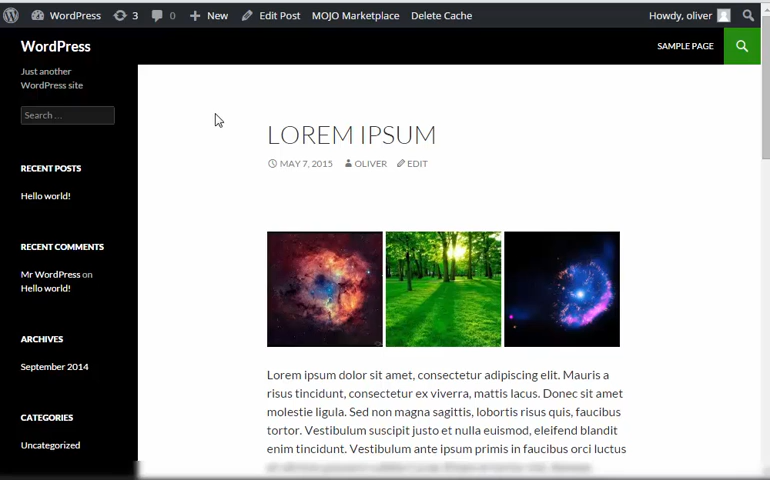 WordPress 3 0 New Edit Post MOJO Marketplace Delete Cache Howdy, oliver
WordPress
SAMPLE PAGE
Just another
WordPress site
Search ...
RECENT POSTS
Hello world!
RECENT COMMENTS
Mr WordPress on
Hello world!
ARCHIVES
September 2014
CATEGORIES
Uncategorized
LOREM IPSUM
MAY 7, 2015 OLIVER EDIT
Lorem ipsum dolor sit amet, consectetur adipiscing elit. Mauris a
risus tincidunt, consectetur ex viverra, mattis lacus. Donec sit amet
molestie ligula. Sed non magna sagittis, lobortis risus quis, faucibus
tortor. Vestibulum suscipit justo et nulla euismod, eleifend blandit
enim tincidunt. Vestibulum ante ipsum primis in faucibus orci luctus